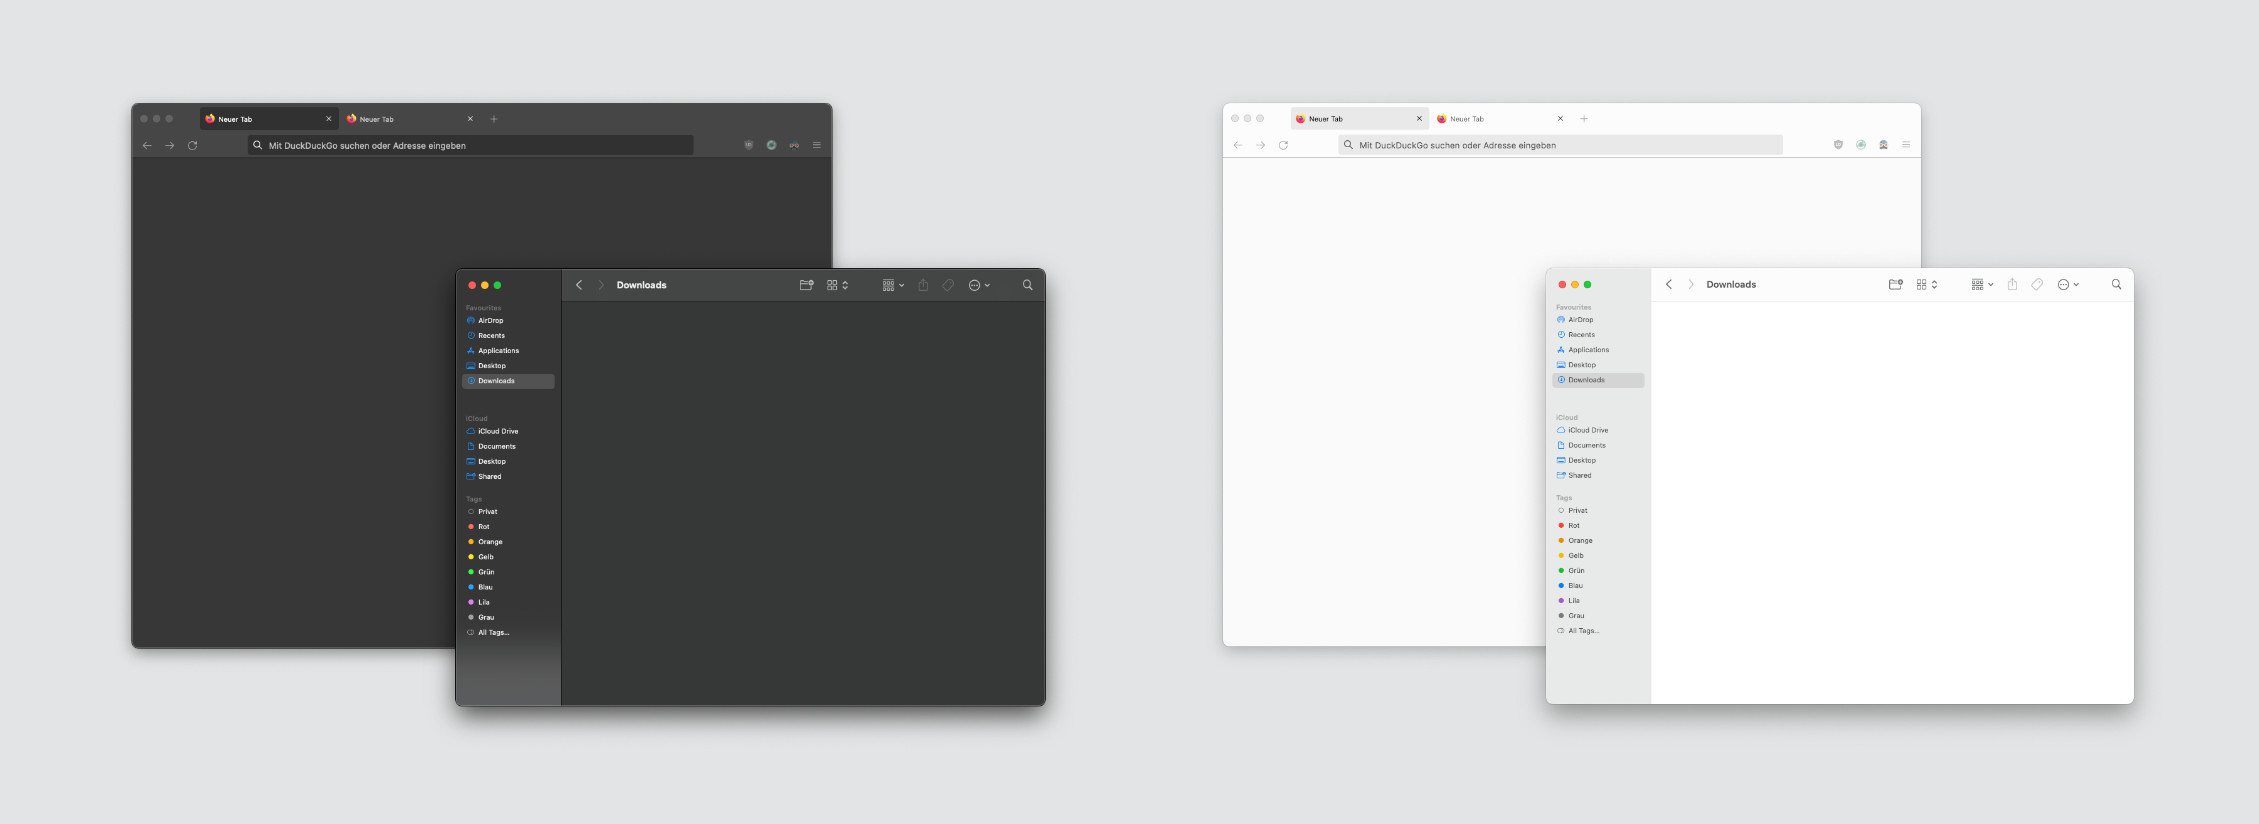 Neuer Tab
Neuer Tab
Mit DuckDuckGo suchen oder Adresse eingeben
Downloads
Favourites
AirDrop
Recents
Applications
Desktop
Downloads
iCloud
iCloud Drive
Documents
Desktop
Shared
Tags
Privat
Rot
Orange
Gelb
Grün
Blau
Lila
Grau
All Tags...
Neuer Tab
Neuer Tab
Mit DuckDuckGo suchen oder Adresse eingeben
Downloads
Favourites
AirDrop
Recents
Applications
Desktop
Downloads
iCloud
iCloud Drive
Documents
Desktop
Shared
Tags
Privat
Rot
Orange
Gelb
Grün
Blau
Lila
Grau
All Tags...